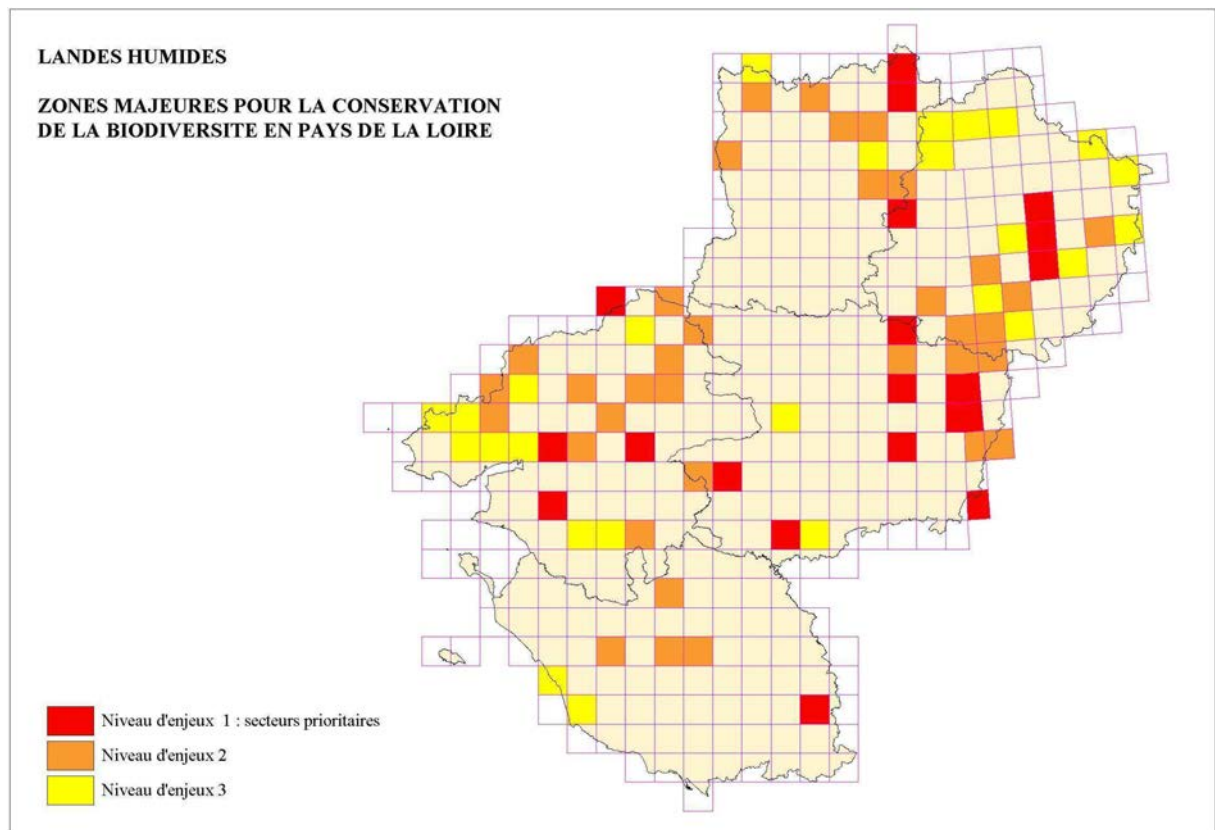 LANDES HUMIDES
ZONES MAJEURES POUR LA CONSERVATION
DE LA BIODIVERSITE EN PAYS DE LA LOIRE
Niveau d'enjeux 1 : secteurs prioritaires
Niveau d'enjeux 2
Niveau d'enjeux 3